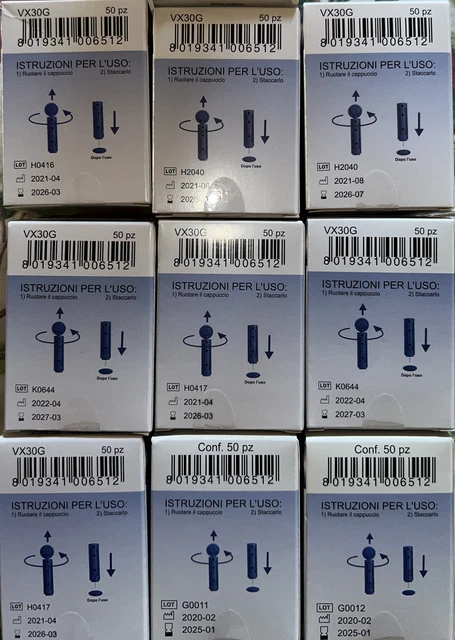 VX30G 50 pz
8 019341 006512
ISTRUZIONI PER L'USO:
1) Ruotare il cappuccio 2) Staccarlo
Dopo l'uso
LOT H0416
2021-04
2026-03
VX30G 50 pz
8 019341 006512
ISTRUZIONI PER L'USO:
1) Ruotare il cappuccio 2) Staccarlo
Dopo l'uso
LOT H2040
VX30G 50 pz
8 019341 006512
ISTRUZIONI PER L'USO:
1) Ruotare il cappuccio 2) Staccarlo
Dopo l'uso
LOT H2040
2021-08
2026-07
VX30G 50 pz
8 019341 006512
ISTRUZIONI PER L'USO:
1) Ruotare il cappuccio 2) Staccarlo
Dopo l'uso
LOT K0644
2022-04
2027-03
VX30G 50 pz
8 019341 006512
ISTRUZIONI PER L'USO:
1) Ruotare il cappuccio 2) Staccarlo
Dopo l'uso
LOT H0417
2021-04
2026-03
VX30G 50 pz
8 019341 006512
ISTRUZIONI PER L'USO:
1) Ruotare il cappuccio 2) Staccarlo
Dopo l'uso
LOT K0644
2022-04
2027-03
VX30G 50 pz
8 019341 006512
ISTRUZIONI PER L'USO:
1) Ruotare il cappuccio 2) Staccarlo
Dopo l'uso
LOT H0417
2021-04
2026-03
Conf. 50 pz
8 019341 006512
ISTRUZIONI PER L'USO:
1) Ruotare il cappuccio 2) Staccarlo
LOT G0011
2020-02
2025-01
Conf. 50 pz
8 019341 006512
ISTRUZIONI PER L'USO:
1) Ruotare il cappuccio 2) Staccarlo
LOT G0012
2020-02
2025-01